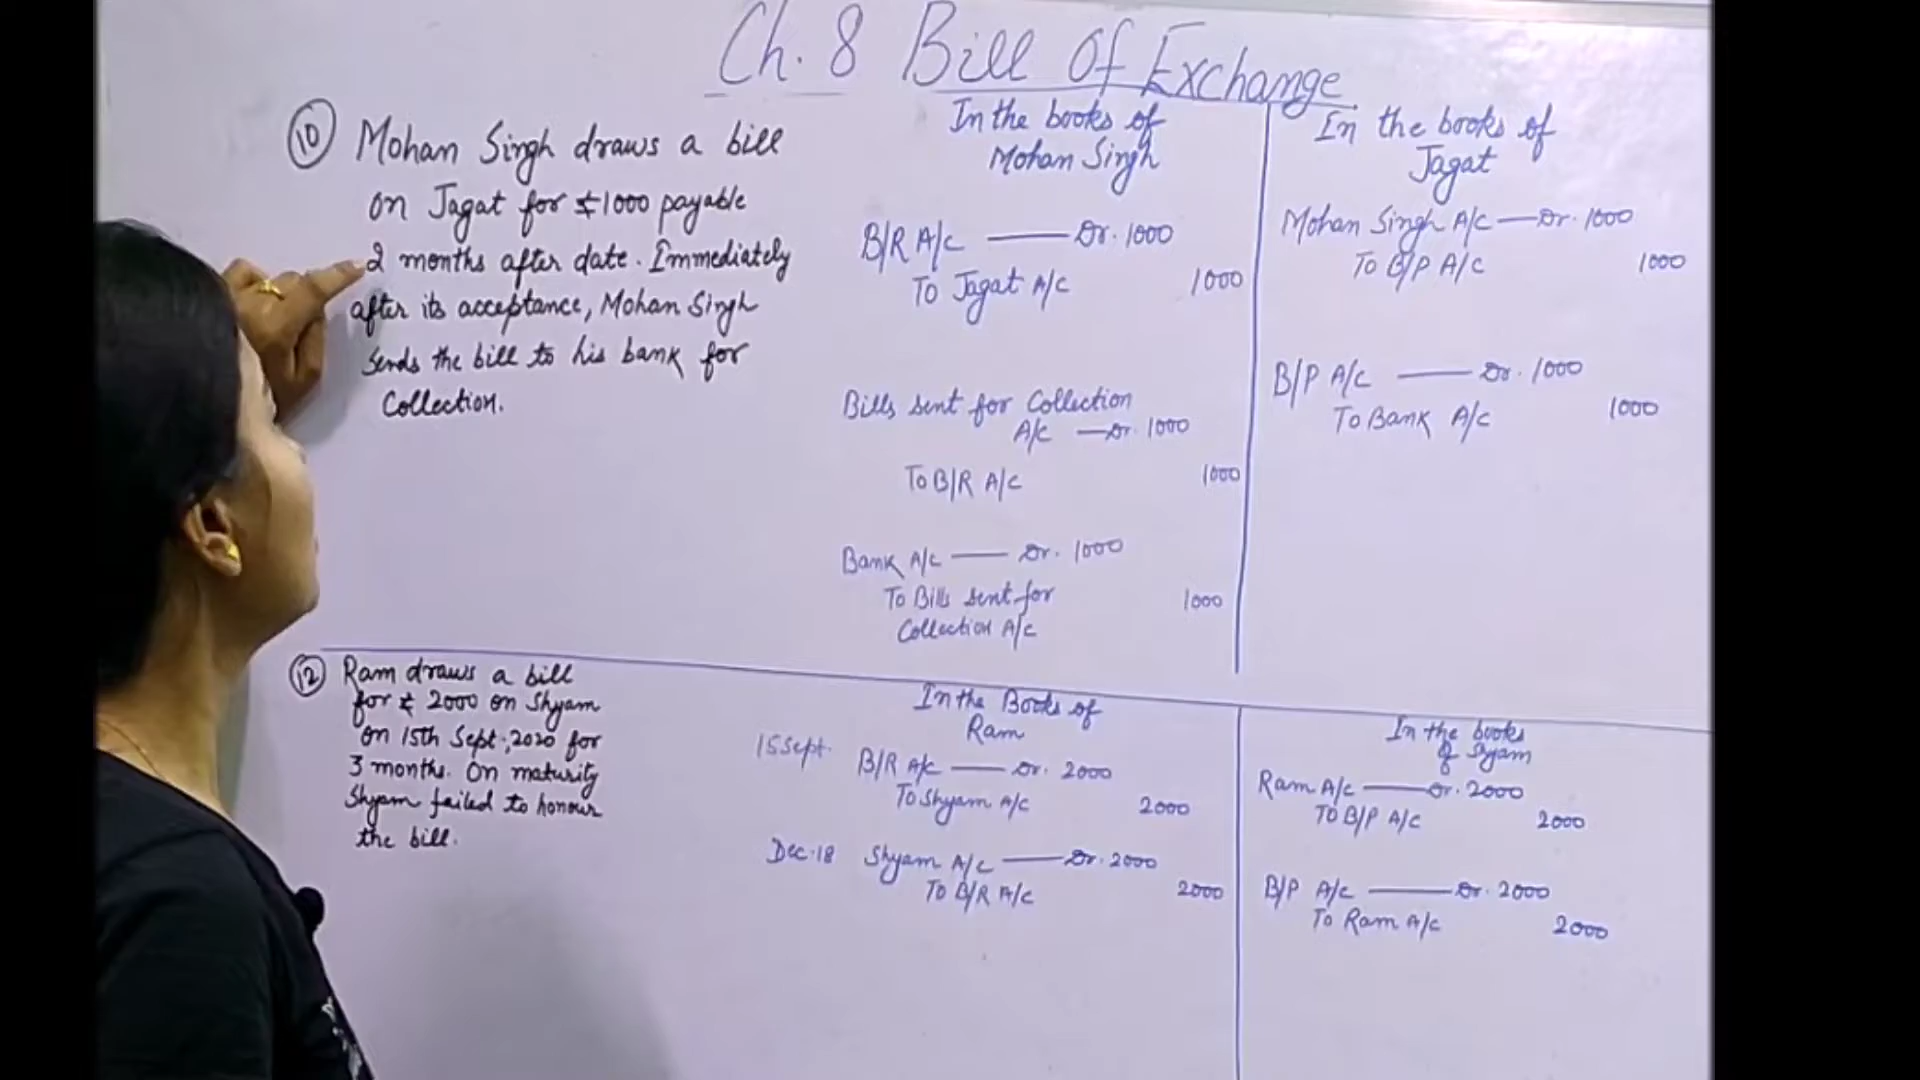 Ch. 8 Bill Of Exchange
10 Mohan Singh draws a bill
on Jagat for ₹1000 payable
2 months after date. Immediately
after its acceptance, Mohan Singh
sends the bill to his bank for
Collection.
In the books of
Mohan Singh
B/R A/c — Dr. 1000
To Jagat A/c 1000
Bills sent for Collection
A/c — Dr. 1000
To B/R A/c 1000
Bank A/c — Dr. 1000
To Bills sent for 1000
Collection A/c
In the books of
Jagat
Mohan Singh A/c — Dr. 1000
To B/P A/c 1000
B/P A/c — Dr. 1000
To Bank A/c 1000
12 Ram draws a bill
for ₹ 2000 on Shyam
on 15th Sept., 2020 for
3 months. On maturity
Shyam failed to honour
the bill.
In the Books of
Ram
15 Sept. B/R A/c — Dr. 2000
To Shyam A/c 2000
Dec. 18 Shyam A/c — Dr. 2000
To B/R A/c 2000
In the books
of Syam
Ram A/c — Dr. 2000
To B/P A/c 2000
B/P A/c — Dr. 2000
To Ram A/c 2000